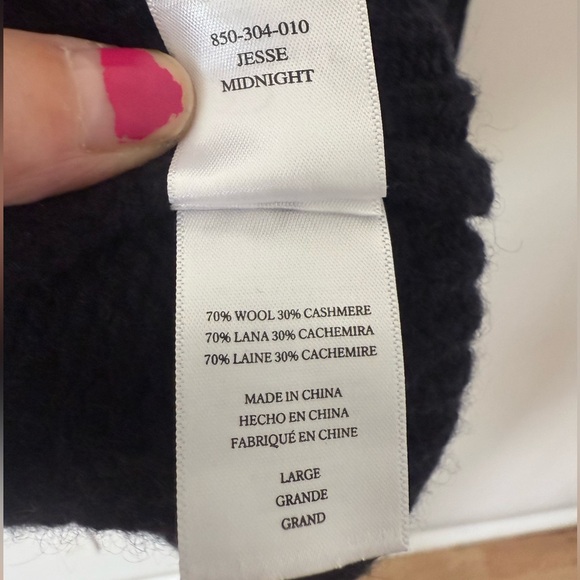 850-304-010
JESSE
MIDNIGHT
70% WOOL 30% CASHMERE
70% LANA 30% CACHEMIRA
70% LAINE 30% CACHEMIRE
MADE IN CHINA
HECHO EN CHINA
FABRIQUÉ EN CHINE
LARGE
GRANDE
GRAND